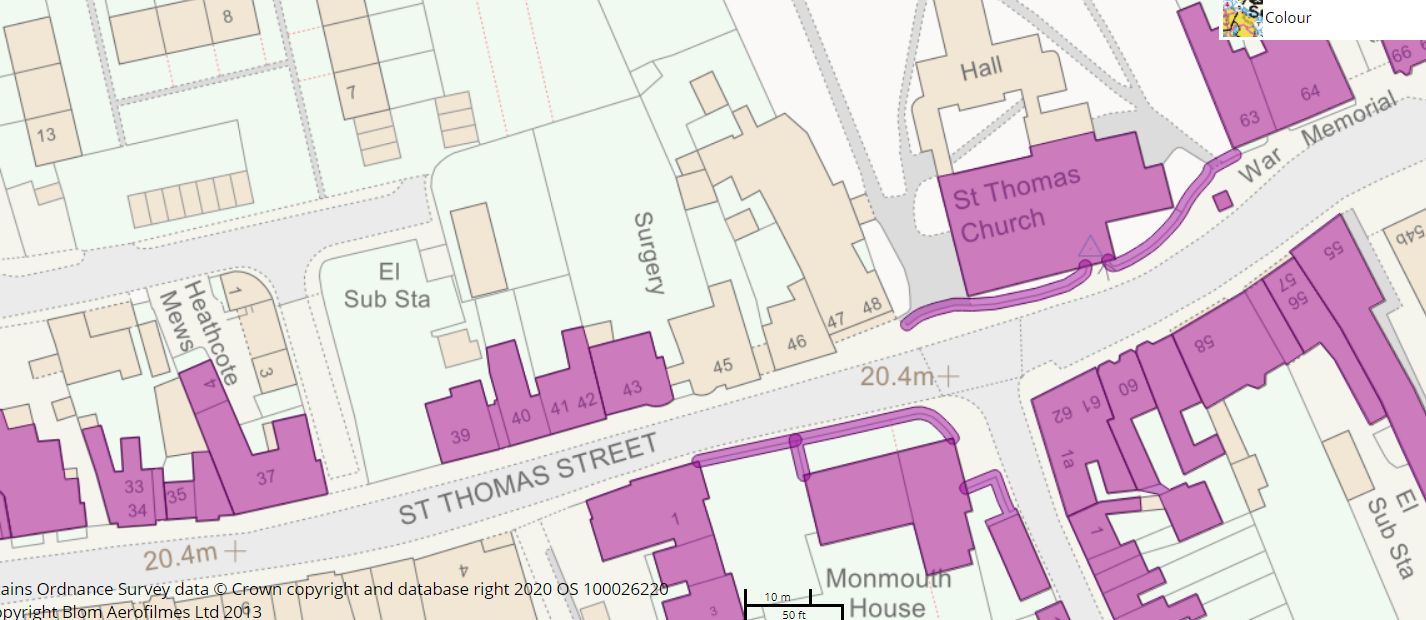 8
Colour
7
13
Hall
64
63
66
War Memorial
St Thomas
Church
54b
55
57
56
El
Sub Sta
Surgery
Heathcote
Mews
1
3
4
48
47
46
45
43
42
41
40
39
37
35
33
34
58
60
61
62
1a
20.4m
ST THOMAS STREET
20.4m
1
1
El
Sub Sta
4
3
Monmouth
House
tains Ordnance Survey data © Crown copyright and database right 2020 OS 100026220
opyright Blom Aerofilmes Ltd 2013
10 m
50 ft